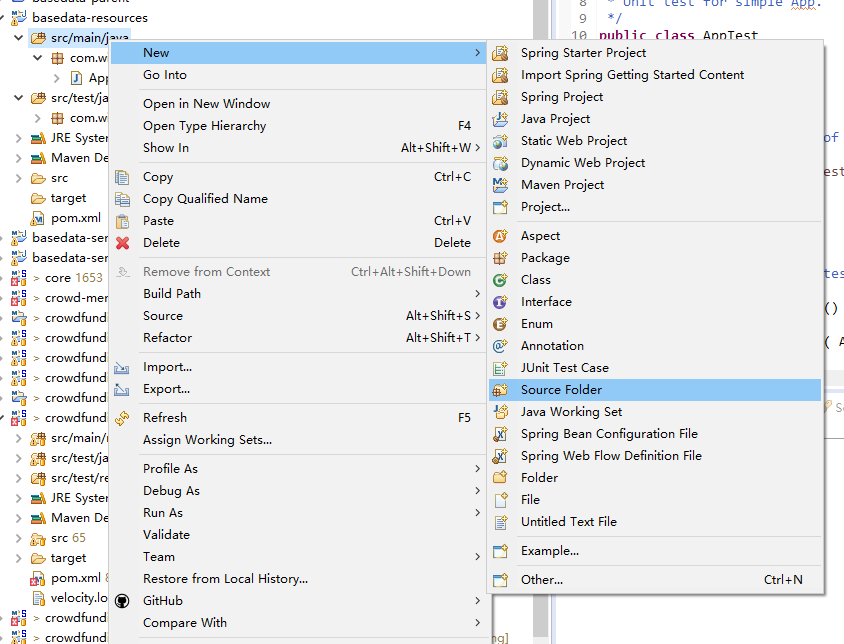 basedata-resources
src/main/java
com.w
App
src/test/ja
com.w
JRE Syster
Maven De
src
target
pom.xml
basedata-ser
basedata-ser
> core 1653
> crowd-mer
> crowdfund
> crowdfund
> crowdfund
> crowdfund
> crowdfund
> crowdfund
src/main/r
src/test/ja
src/test/re
JRE Syster
Maven De
src 65
target
pom.xml
velocity.lo
> crowdfund
> crowdfund
New
Go Into
Open in New Window
Open Type Hierarchy F4
Show In Alt+Shift+W
Copy Ctrl+C
Copy Qualified Name
Paste Ctrl+V
Delete Delete
Remove from Context Ctrl+Alt+Shift+Down
Build Path
Source Alt+Shift+S
Refactor Alt+Shift+T
Import...
Export...
Refresh F5
Assign Working Sets...
Profile As
Debug As
Run As
Validate
Team
Restore from Local History...
GitHub
Compare With
Spring Starter Project
Import Spring Getting Started Content
Spring Project
Java Project
Static Web Project
Dynamic Web Project
Maven Project
Project...
Aspect
Package
Class
Interface
Enum
Annotation
JUnit Test Case
Source Folder
Java Working Set
Spring Bean Configuration File
Spring Web Flow Definition File
Folder
File
Untitled Text File
Example...
Other... Ctrl+N
8 * Unit test for simple App.
9 */
10 public class AppTest
of
est
tes
()
( A
ng]